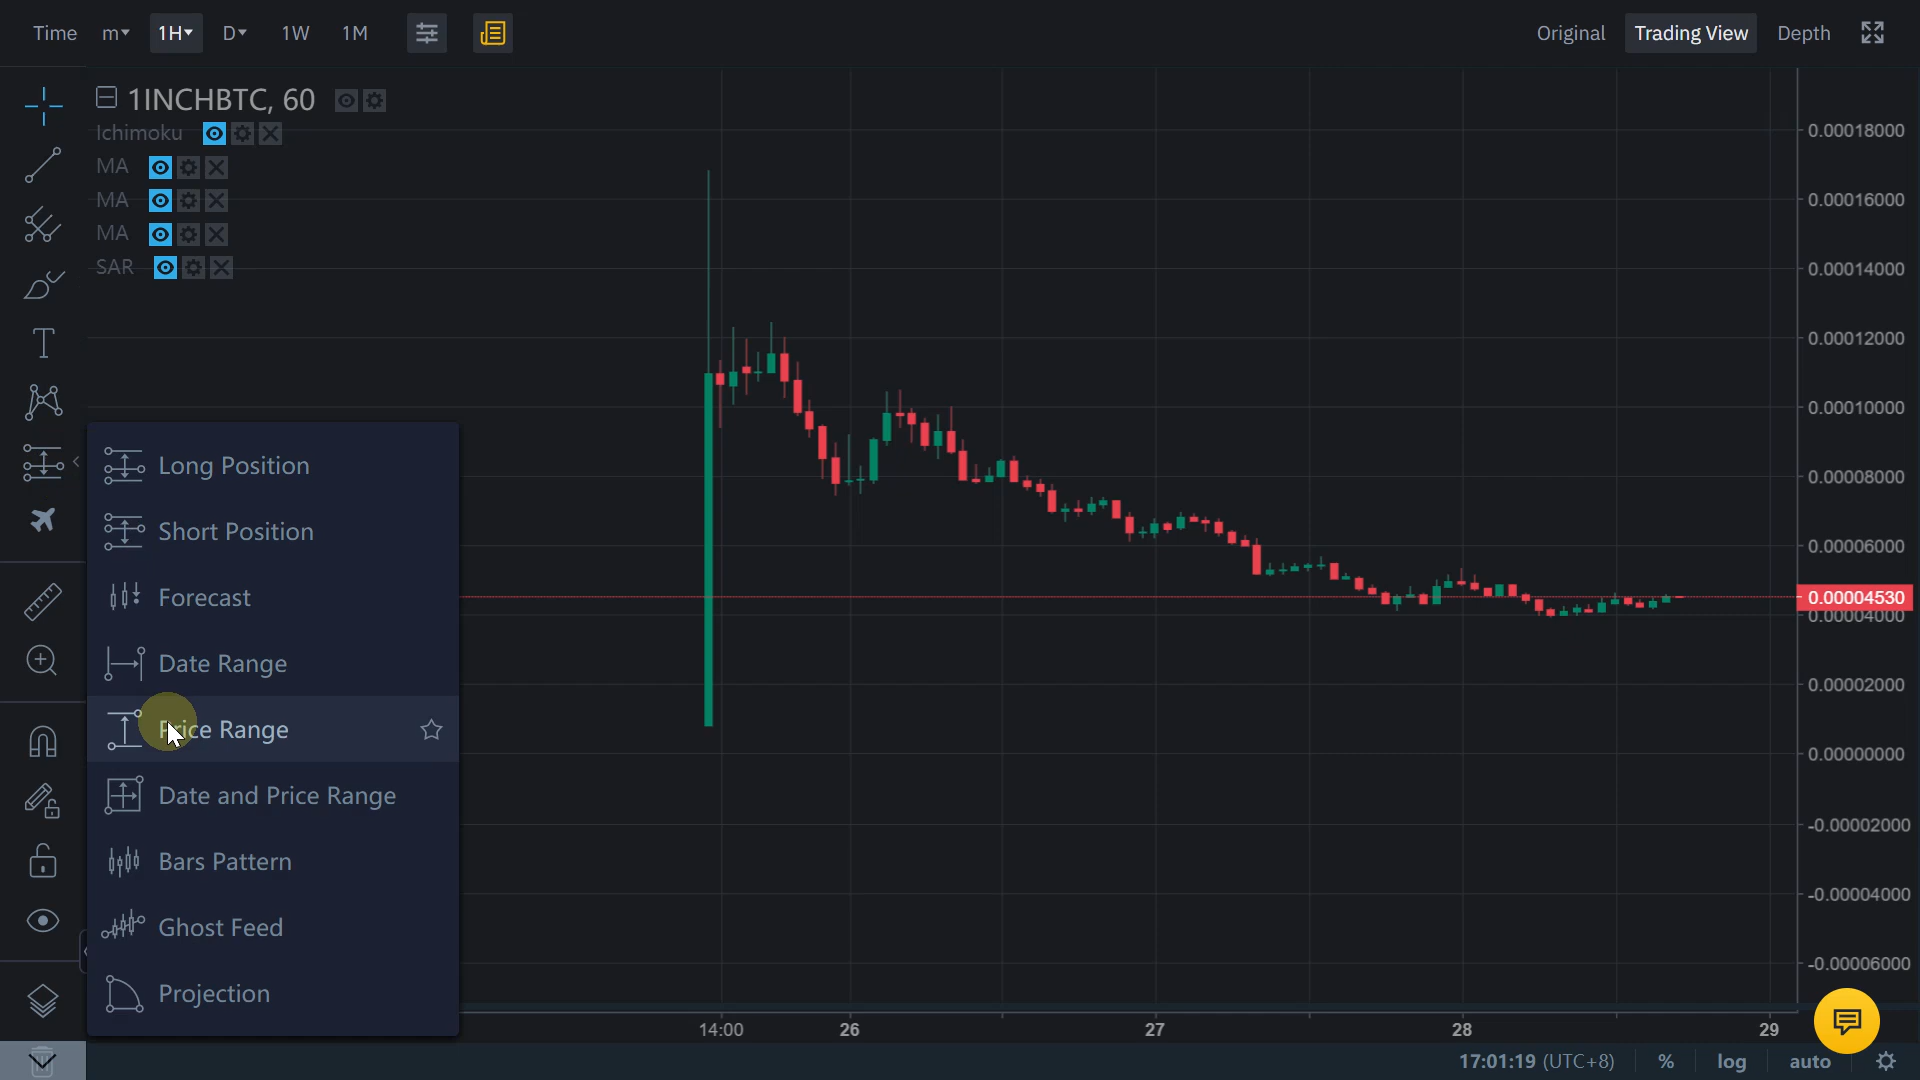 Time m 1H D 1W 1M Original Trading View Depth
1INCHBTC, 60
Ichimoku
MA
MA
MA
SAR
0.00018000
0.00016000
0.00014000
0.00012000
0.00010000
0.00008000
0.00006000
0.00004530
0.00004000
0.00002000
0.00000000
-0.00002000
-0.00004000
-0.00006000
Long Position
Short Position
Forecast
Date Range
Price Range
Date and Price Range
Bars Pattern
Ghost Feed
Projection
14:00 26 27 28 29
17:01:19 (UTC+8) % log auto